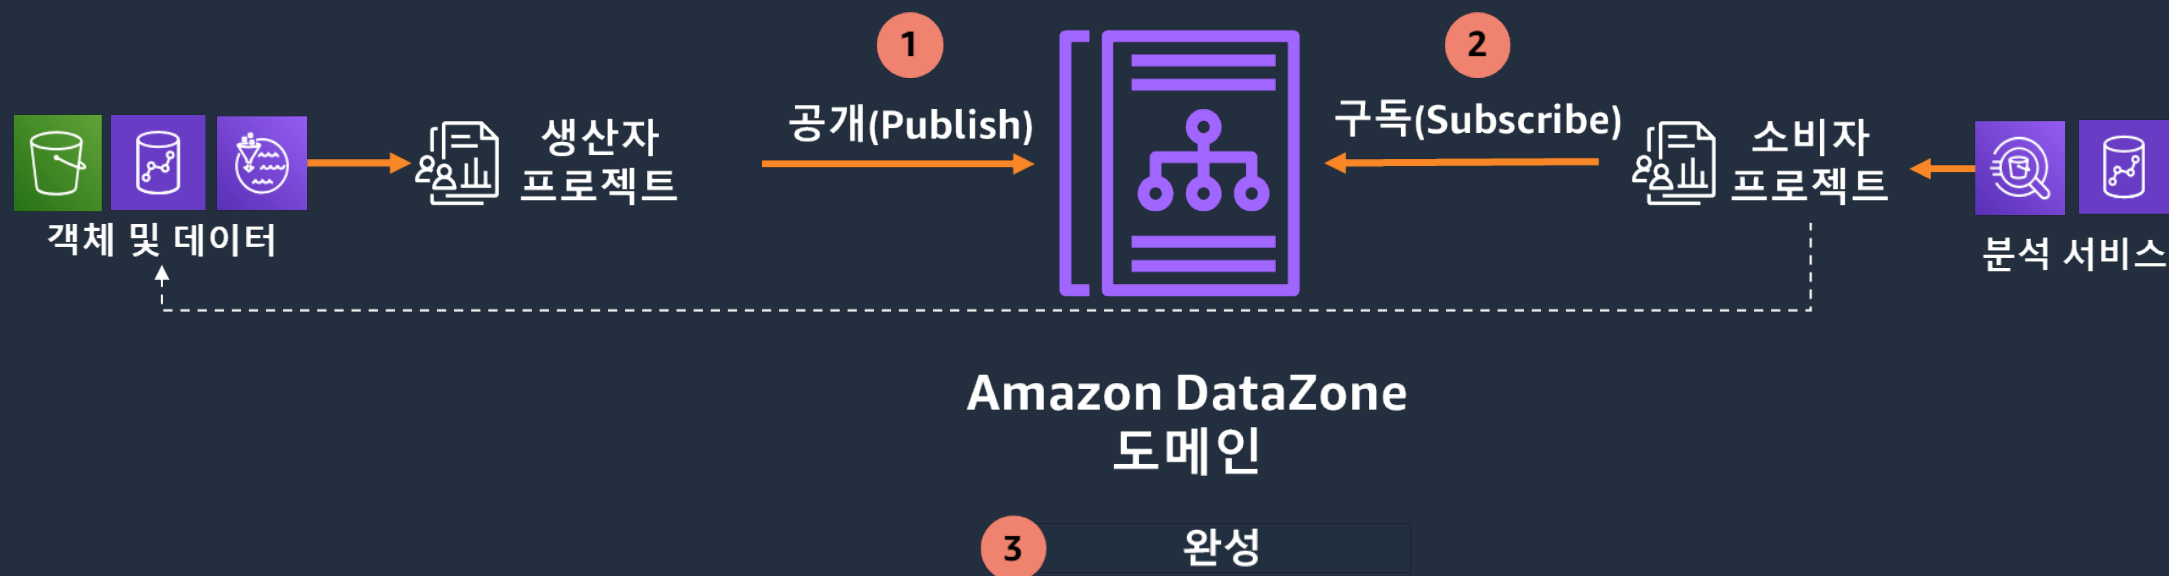 1
공개(Publish)
2
구독(Subscribe)
생산자
프로젝트
소비자
프로젝트
객체 및 데이터
분석 서비스
Amazon DataZone
도메인
3
완성